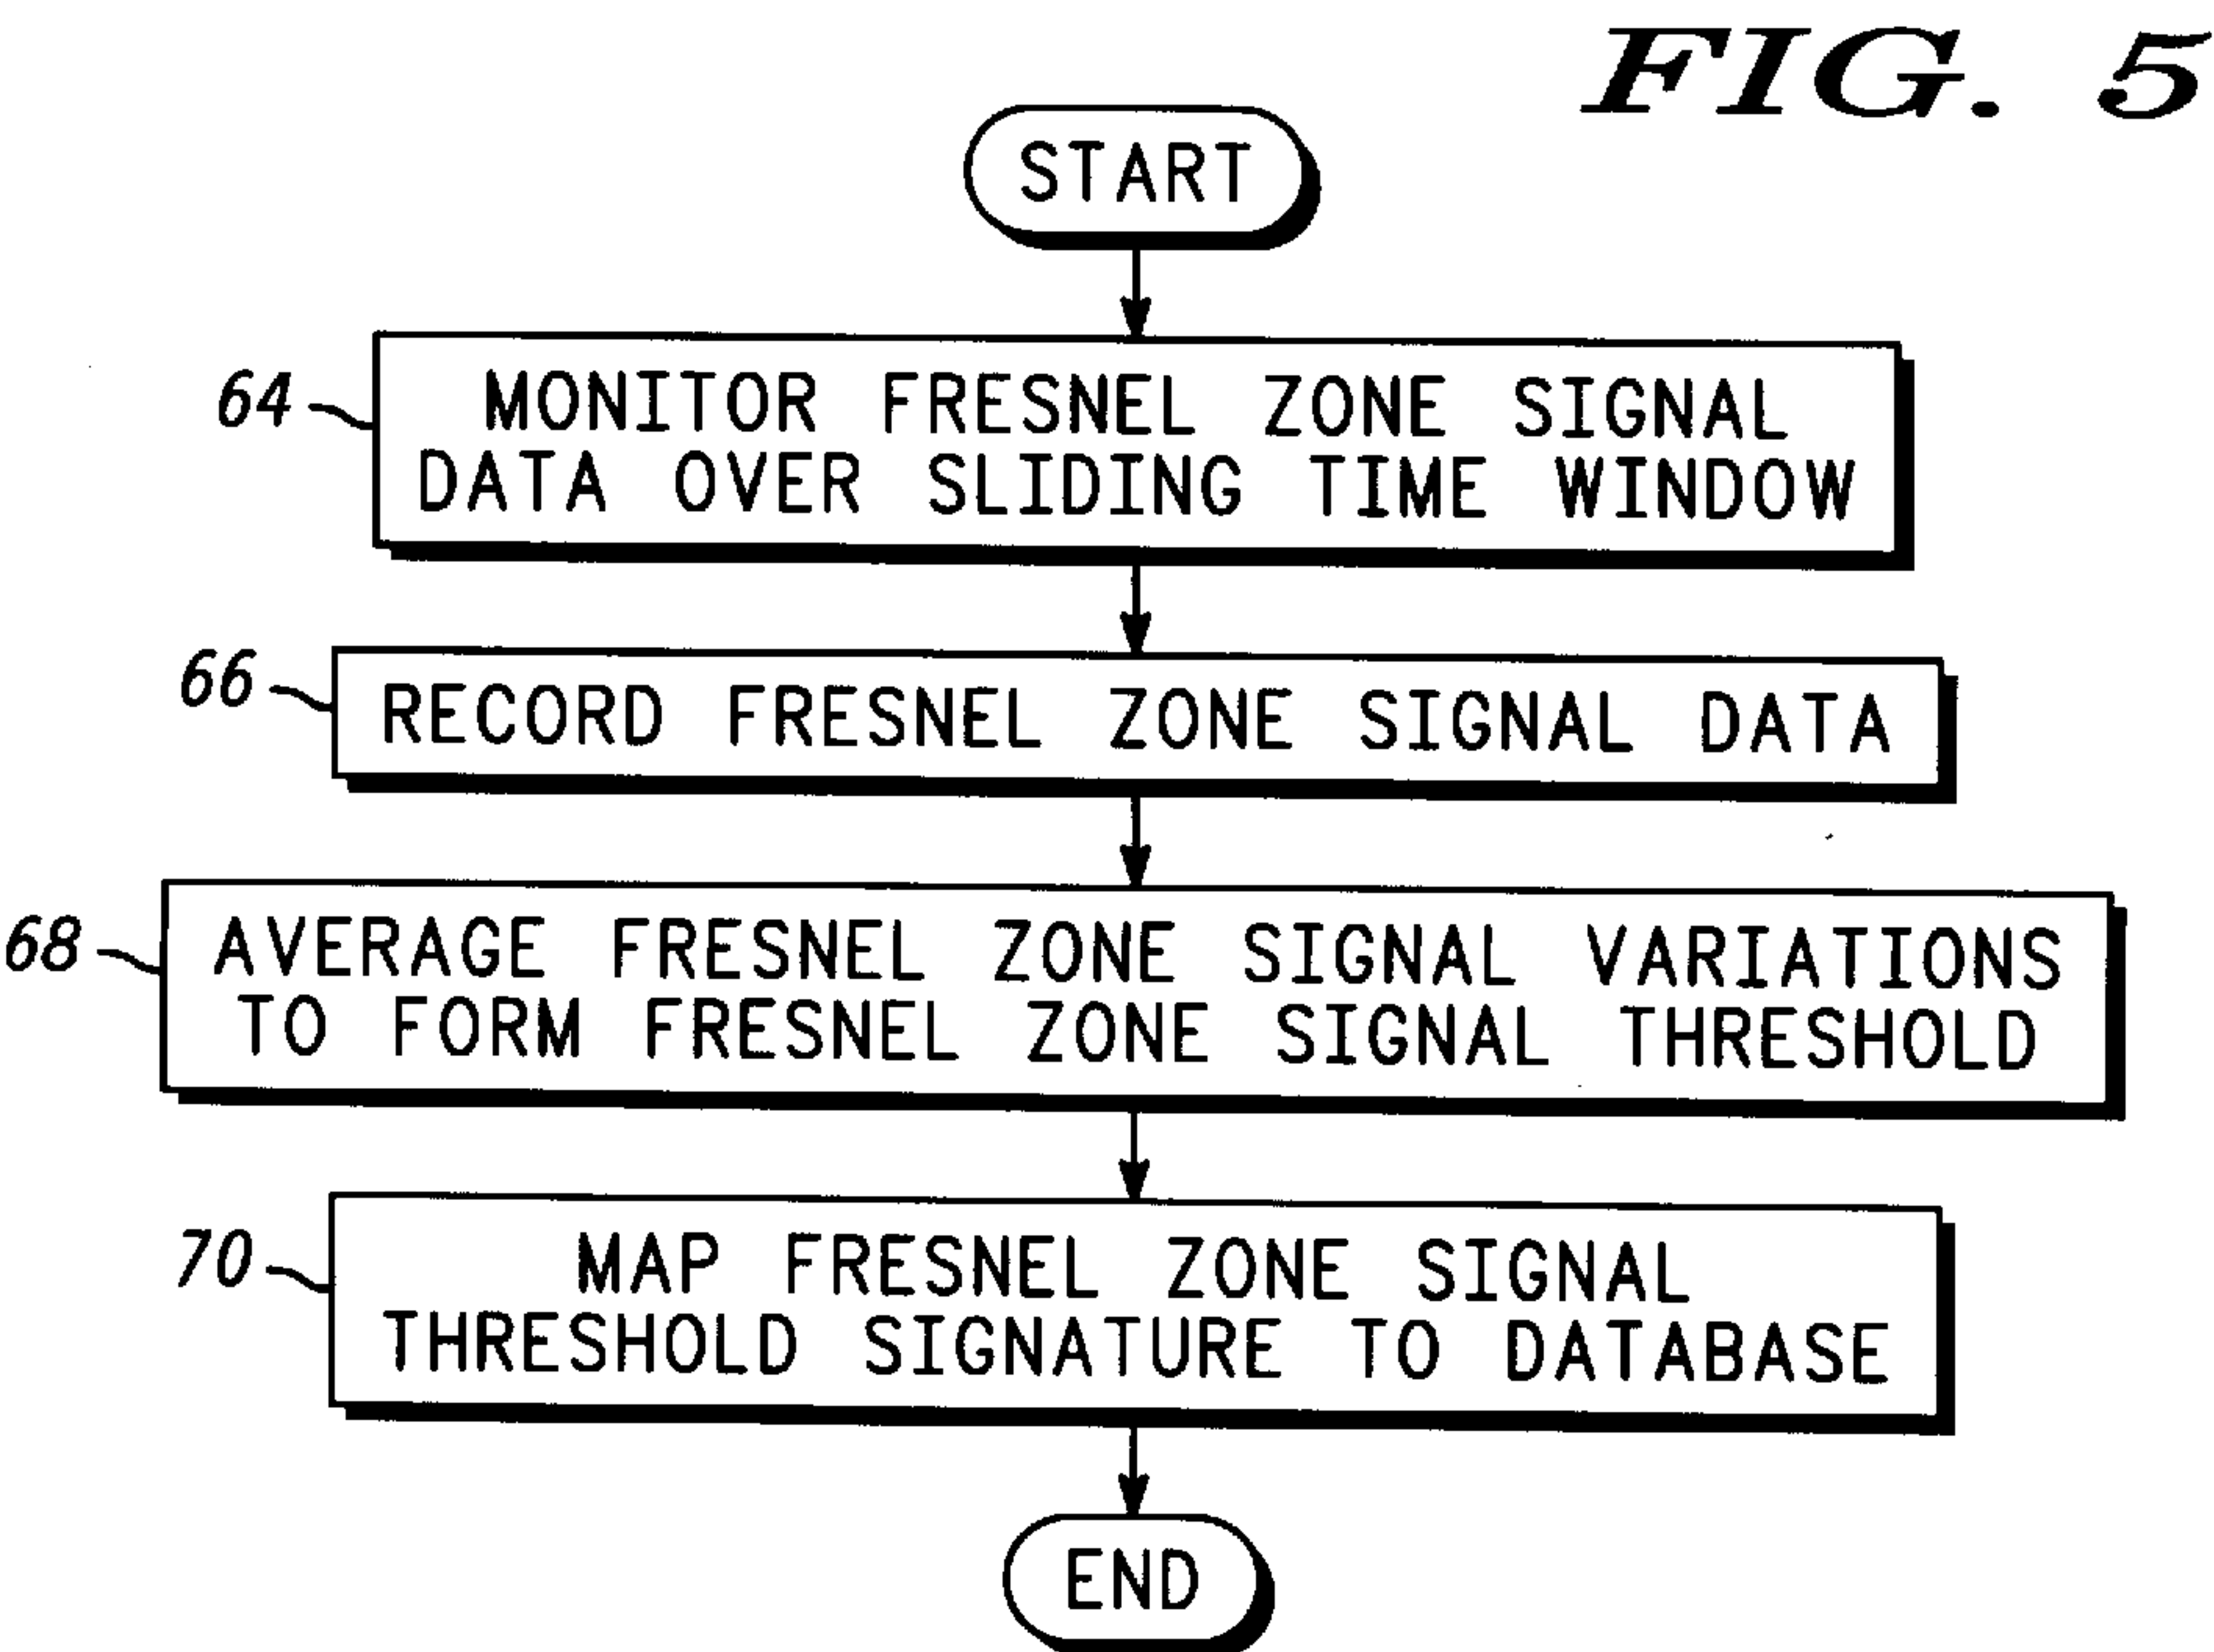 FIG. 5
START
64
MONITOR FRESNEL ZONE SIGNAL
DATA OVER SLIDING TIME WINDOW
66
RECORD FRESNEL ZONE SIGNAL DATA
68
AVERAGE FRESNEL ZONE SIGNAL VARIATIONS
TO FORM FRESNEL ZONE SIGNAL THRESHOLD
70
MAP FRESNEL ZONE SIGNAL
THRESHOLD SIGNATURE TO DATABASE
END